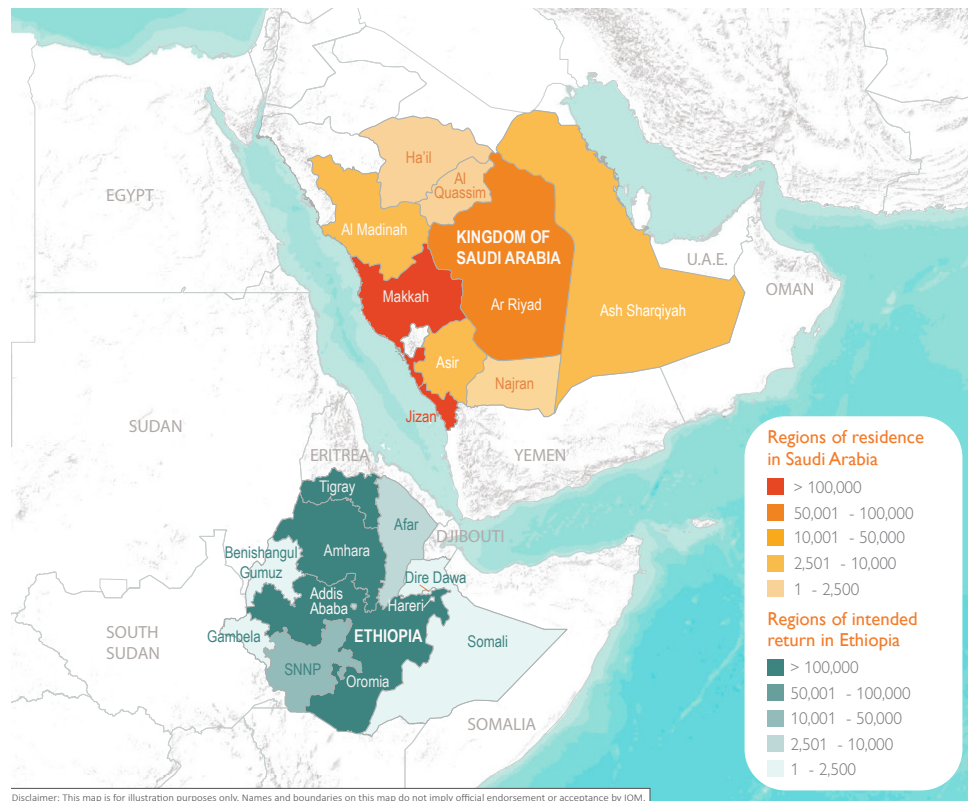 Ha'il
Al
Quassim
EGYPT
Al Madinah
KINGDOM OF
SAUDI ARABIA
U.A.E.
OMAN
Makkah
Ar Riyad
Ash Sharqiyah
Asir
Najran
Jizan
SUDAN
ERITREA
YEMEN
Tigray
Afar
DJIBOUTI
Amhara
Benishangul
Gumuz
Dire Dawa
Addis
Ababa
Hareri
SOUTH
SUDAN
Gambela
ETHIOPIA
Somali
SNNP
Oromia
SOMALIA
Regions of residence
in Saudi Arabia
> 100,000
50,001 - 100,000
10,001 - 50,000
2,501 - 10,000
1 - 2,500
Regions of intended
return in Ethiopia
> 100,000
50,001 - 100,000
10,001 - 50,000
2,501 - 10,000
1 - 2,500
Disclaimer: This map is for illustration purposes only. Names and boundaries on this map do not imply official endorsement or acceptance by IOM.